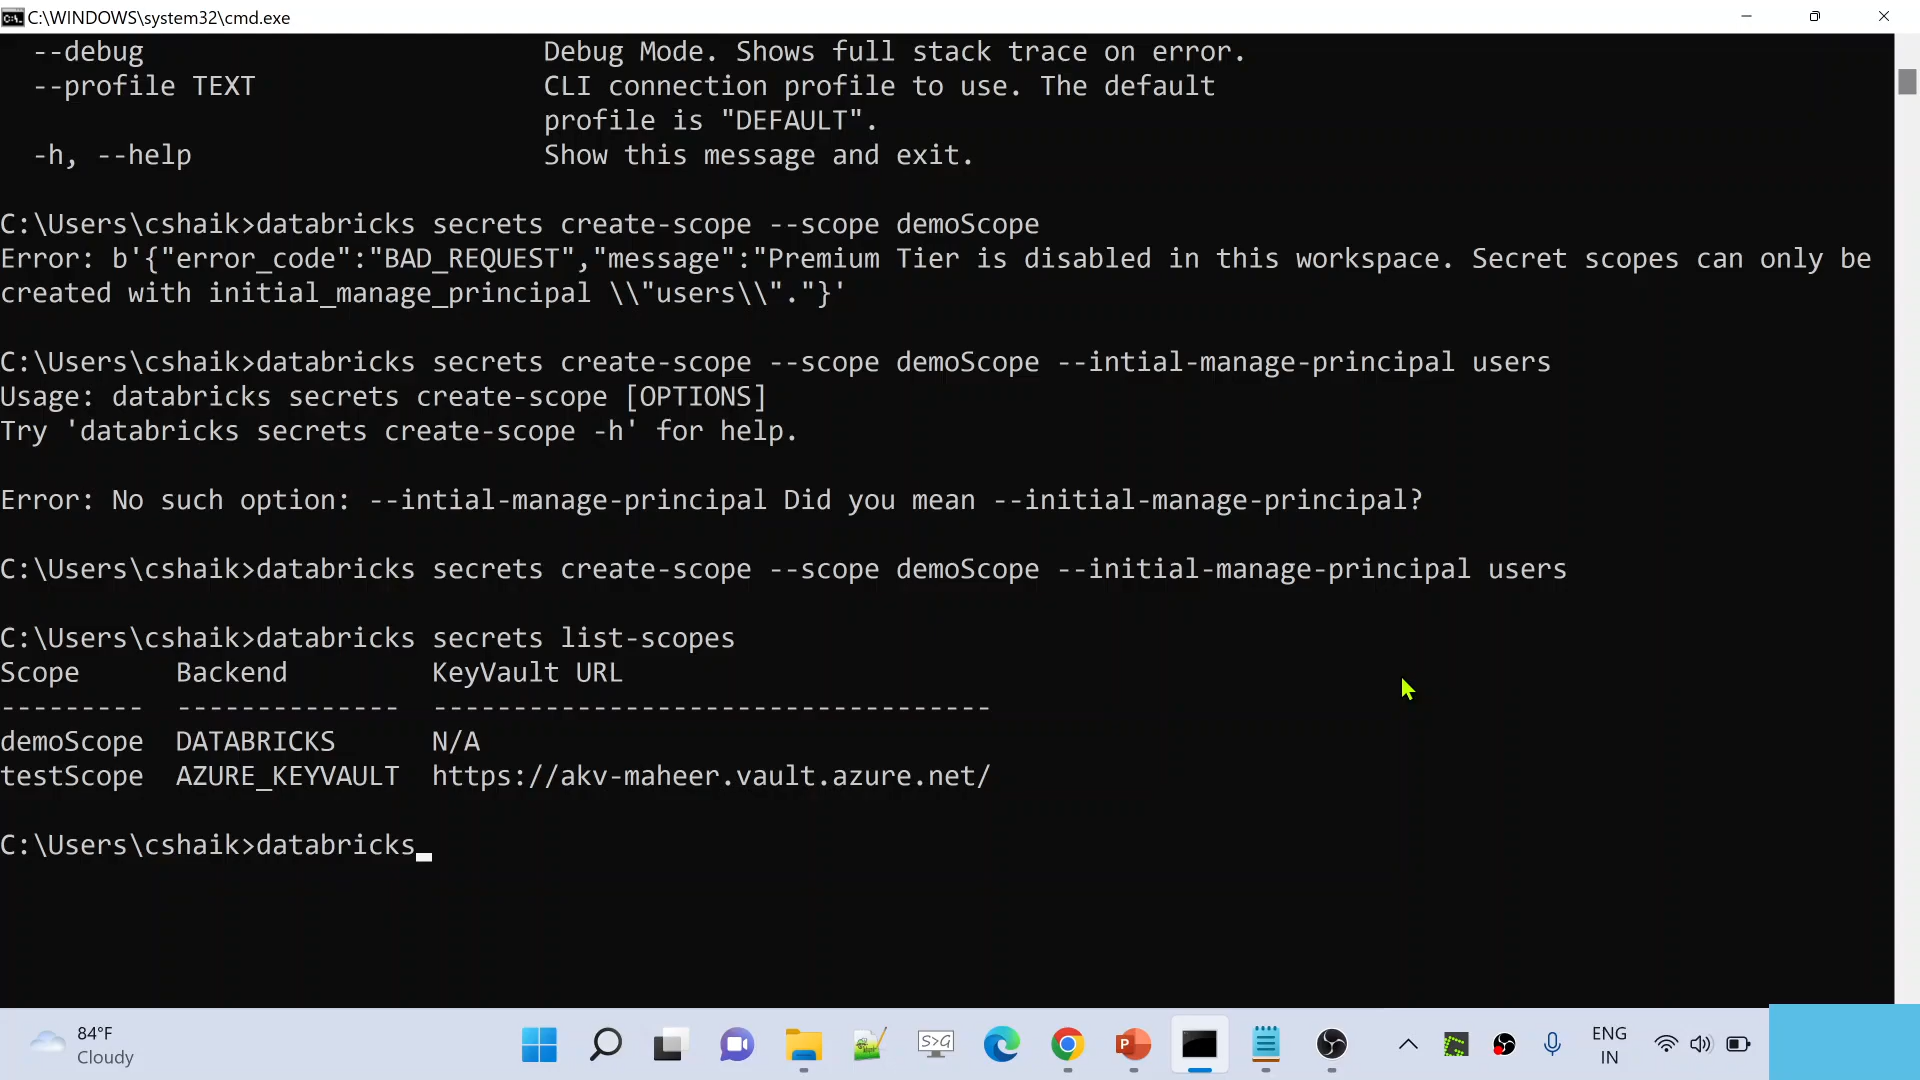 C:\WINDOWS\system32\cmd.exe
--debug Debug Mode. Shows full stack trace on error.
--profile TEXT CLI connection profile to use. The default
profile is "DEFAULT".
-h, --help Show this message and exit.
C:\Users\cshaik>databricks secrets create-scope --scope demoScope
Error: b'{"error_code":"BAD_REQUEST","message":"Premium Tier is disabled in this workspace. Secret scopes can only be
created with initial_manage_principal \\"users\\"."}'
C:\Users\cshaik>databricks secrets create-scope --scope demoScope --intial-manage-principal users
Usage: databricks secrets create-scope [OPTIONS]
Try 'databricks secrets create-scope -h' for help.
Error: No such option: --intial-manage-principal Did you mean --initial-manage-principal?
C:\Users\cshaik>databricks secrets create-scope --scope demoScope --initial-manage-principal users
C:\Users\cshaik>databricks secrets list-scopes
Scope Backend KeyVault URL
--------- -------------- -----------------------------------
demoScope DATABRICKS N/A
testScope AZURE_KEYVAULT https://akv-maheer.vault.azure.net/
C:\Users\cshaik>databricks
84°F
Cloudy
S>G
P
ENG
IN